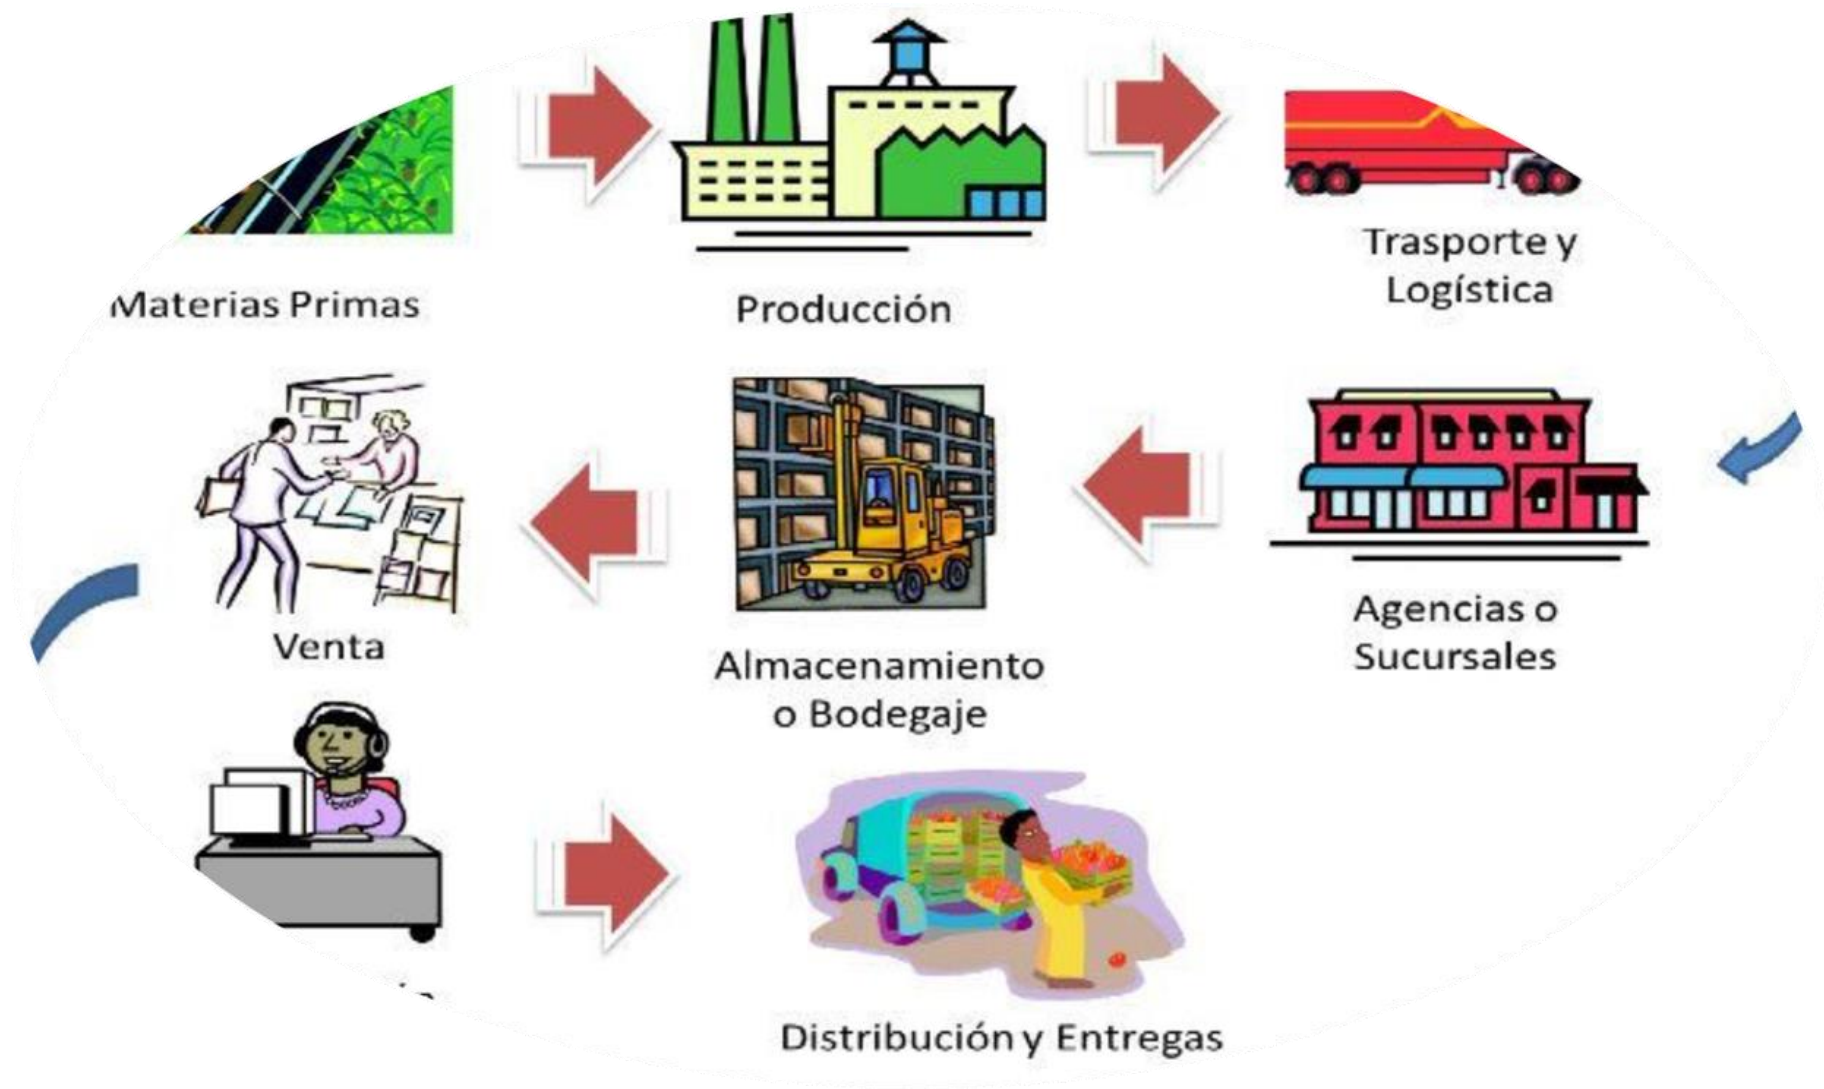 Materias Primas
Producción
Trasporte y
Logística
Venta
Almacenamiento
o Bodegaje
Agencias o
Sucursales
Distribución y Entregas